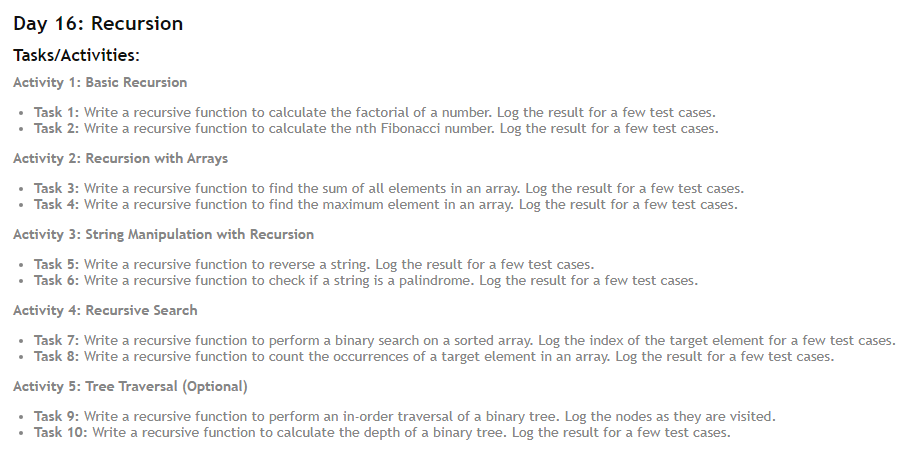 Day 16: Recursion
Tasks/Activities:
Activity 1: Basic Recursion
• Task 1: Write a recursive function to calculate the factorial of a number. Log the result for a few test cases.
• Task 2: Write a recursive function to calculate the nth Fibonacci number. Log the result for a few test cases.
Activity 2: Recursion with Arrays
• Task 3: Write a recursive function to find the sum of all elements in an array. Log the result for a few test cases.
• Task 4: Write a recursive function to find the maximum element in an array. Log the result for a few test cases.
Activity 3: String Manipulation with Recursion
• Task 5: Write a recursive function to reverse a string. Log the result for a few test cases.
• Task 6: Write a recursive function to check if a string is a palindrome. Log the result for a few test cases.
Activity 4: Recursive Search
• Task 7: Write a recursive function to perform a binary search on a sorted array. Log the index of the target element for a few test cases.
• Task 8: Write a recursive function to count the occurrences of a target element in an array. Log the result for a few test cases.
Activity 5: Tree Traversal (Optional)
• Task 9: Write a recursive function to perform an in-order traversal of a binary tree. Log the nodes as they are visited.
• Task 10: Write a recursive function to calculate the depth of a binary tree. Log the result for a few test cases.